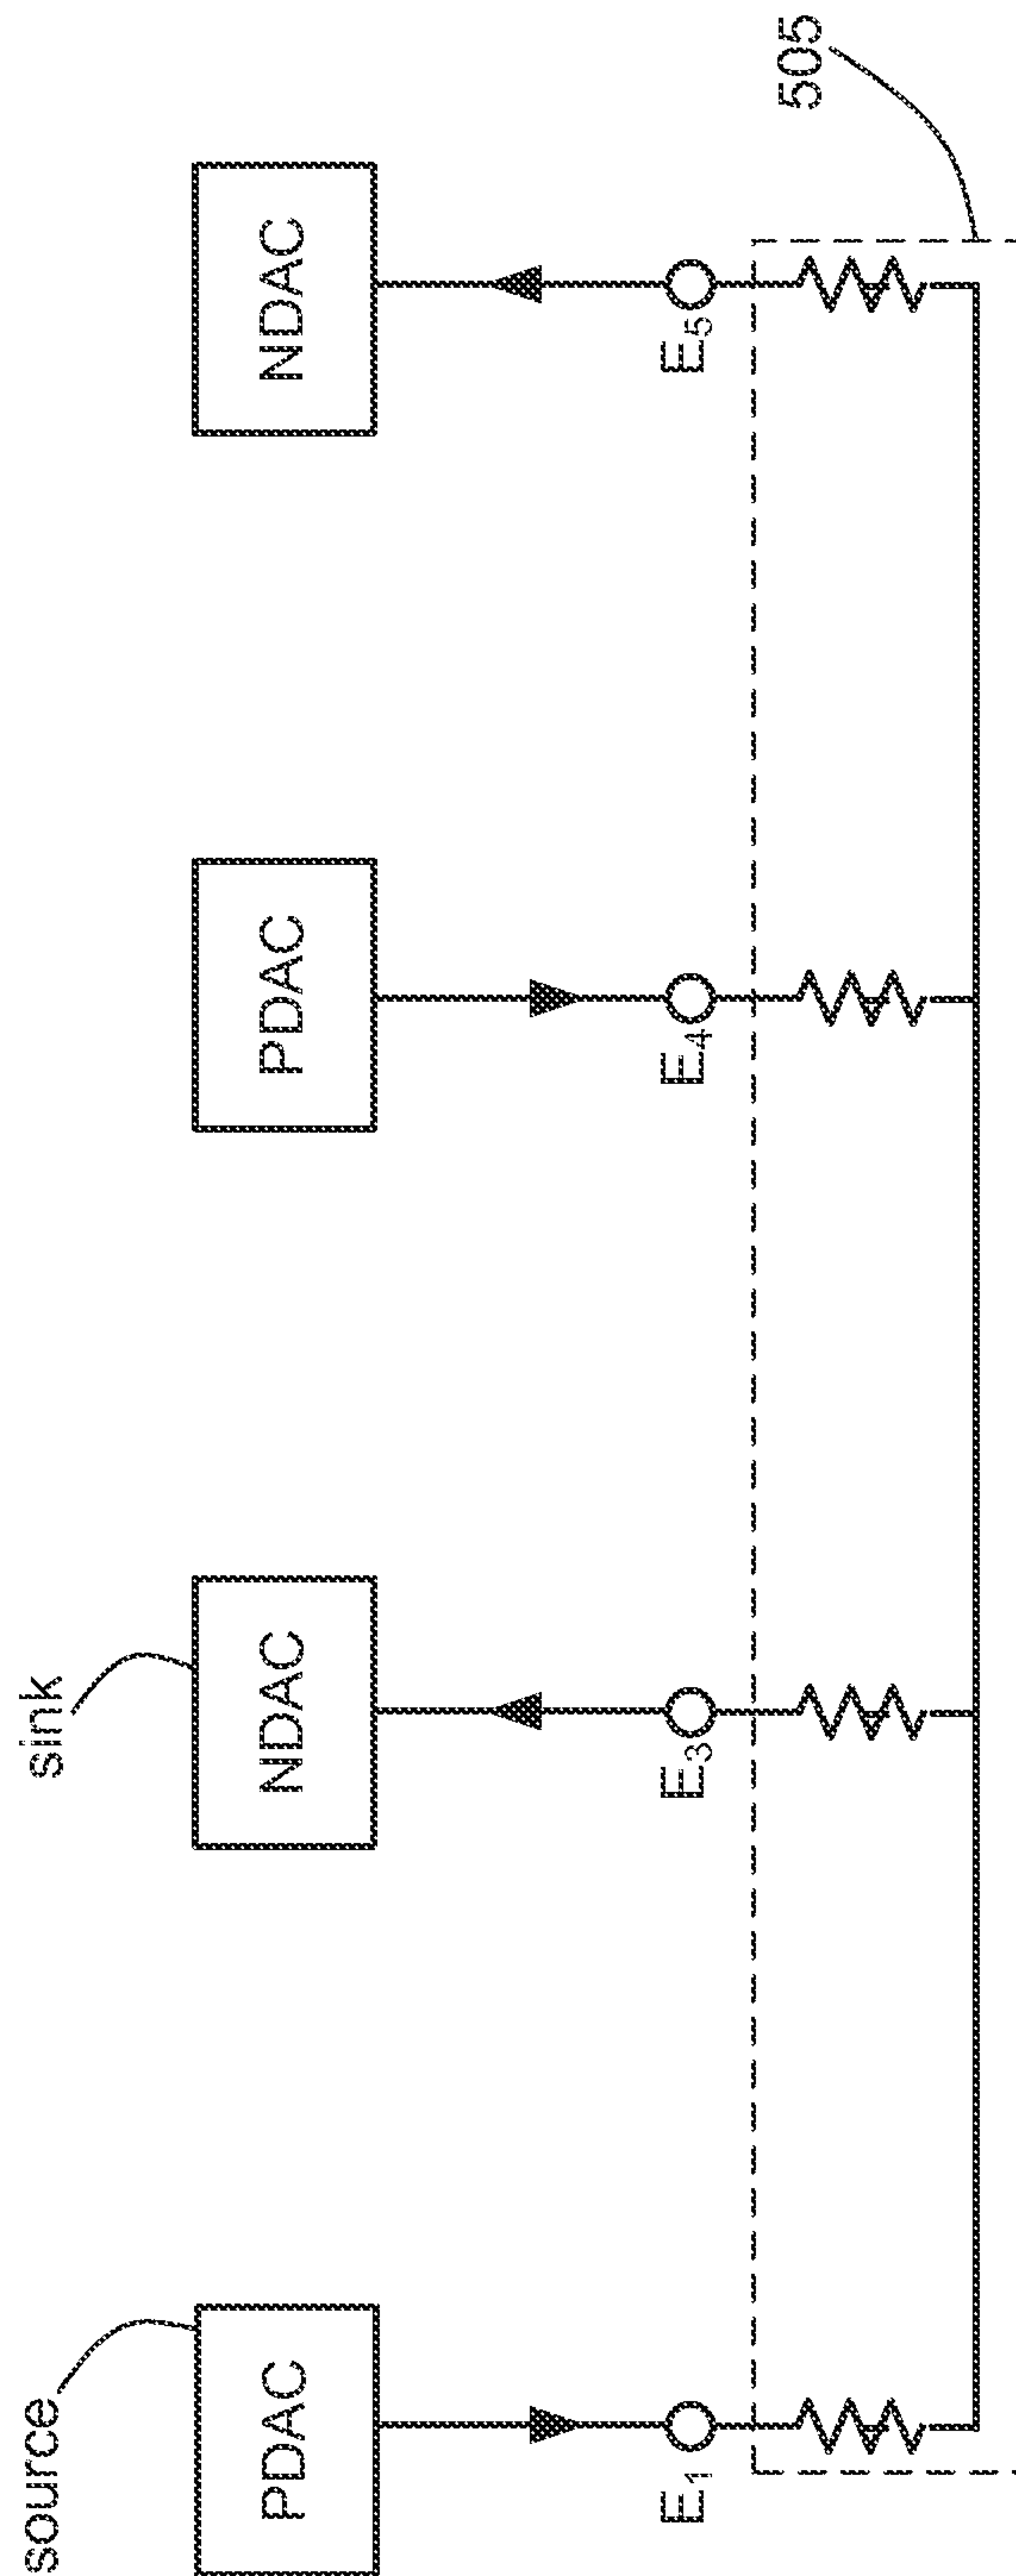 source
sink
PDAC
NDAC
PDAC
NDAC
E₁
E₃
E₄
E₅
505